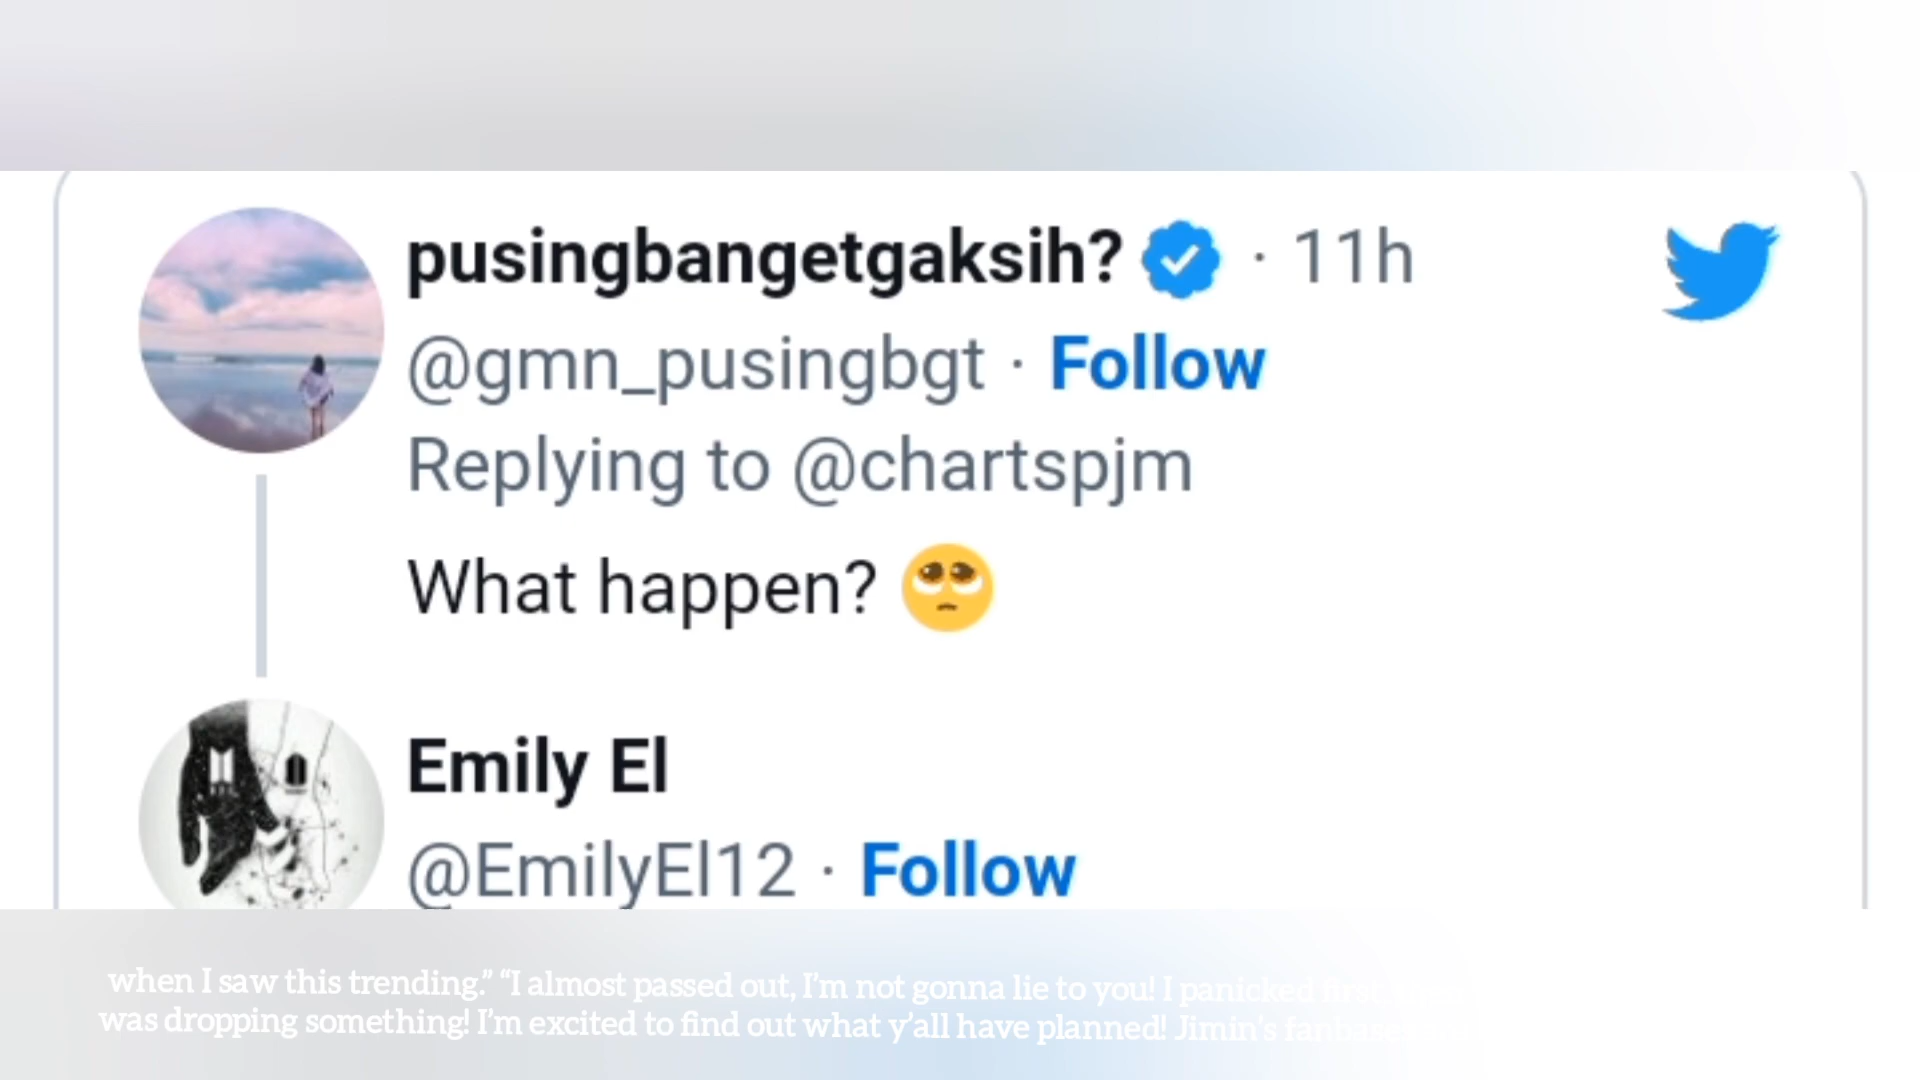 pusingbangetgaksih? · 11h
@gmn_pusingbgt · Follow
Replying to @chartspjm
What happen? 🥺
Emily El
@EmilyEl12 · Follow
when I saw this trending.” “I almost passed out, I’m not gonna lie to you! I panicked first,
was dropping something! I’m excited to find out what y’all have planned! Jimin’s